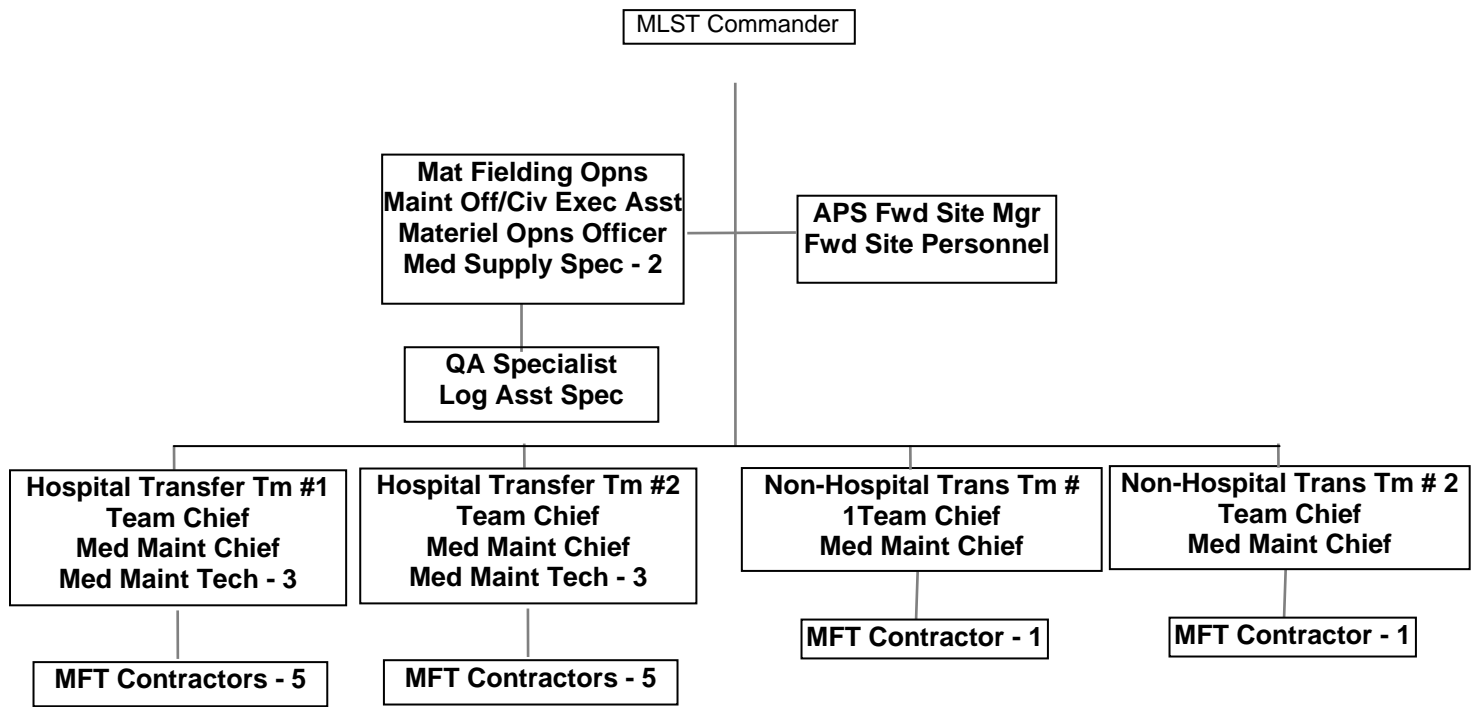 MLST Commander
Mat Fielding Opns
Maint Off/Civ Exec Asst
Materiel Opns Officer
Med Supply Spec - 2
APS Fwd Site Mgr
Fwd Site Personnel
QA Specialist
Log Asst Spec
Hospital Transfer Tm #1
Team Chief
Med Maint Chief
Med Maint Tech - 3
Hospital Transfer Tm #2
Team Chief
Med Maint Chief
Med Maint Tech - 3
Non-Hospital Trans Tm #
1Team Chief
Med Maint Chief
Non-Hospital Trans Tm # 2
Team Chief
Med Maint Chief
MFT Contractors - 5
MFT Contractors - 5
MFT Contractor - 1
MFT Contractor - 1